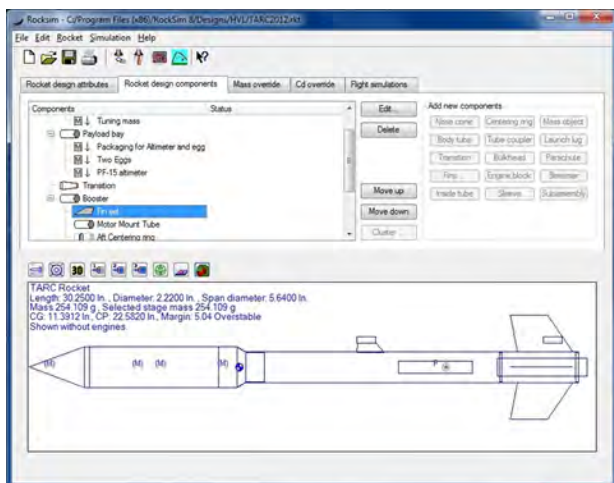 Rocksim - C:/Program Files (x86)/RockSim 8/Designs/HVL/TARC2012.rkt
File Edit Rocket Simulation Help
Rocket design attributes Rocket design components Mass override Cd override Flight simulations
Components Status
Tuning mass
Payload bay
Packaging for Altimeter and egg
Two Eggs
PF-15 altimeter
Transition
Booster
Fin set
Motor Mount Tube
Aft Centering ring
Edit...
Delete
Move up
Move down
Cluster ...
Add new components
Nose cone Centering ring Mass object
Body tube Tube coupler Launch lug
Transition Bulkhead Parachute
Fins... Engine block Streamer
Inside tube Sleeve Subassembly
3D
TARC Rocket
Length: 30.2500 In. , Diameter: 2.2200 In. , Span diameter: 5.6400 In.
Mass 254.109 g , Selected stage mass 254.109 g
CG: 11.3912 In., CP: 22.5820 In., Margin: 5.04 Overstable
Shown without engines.
(M) (M) (M) (M) P